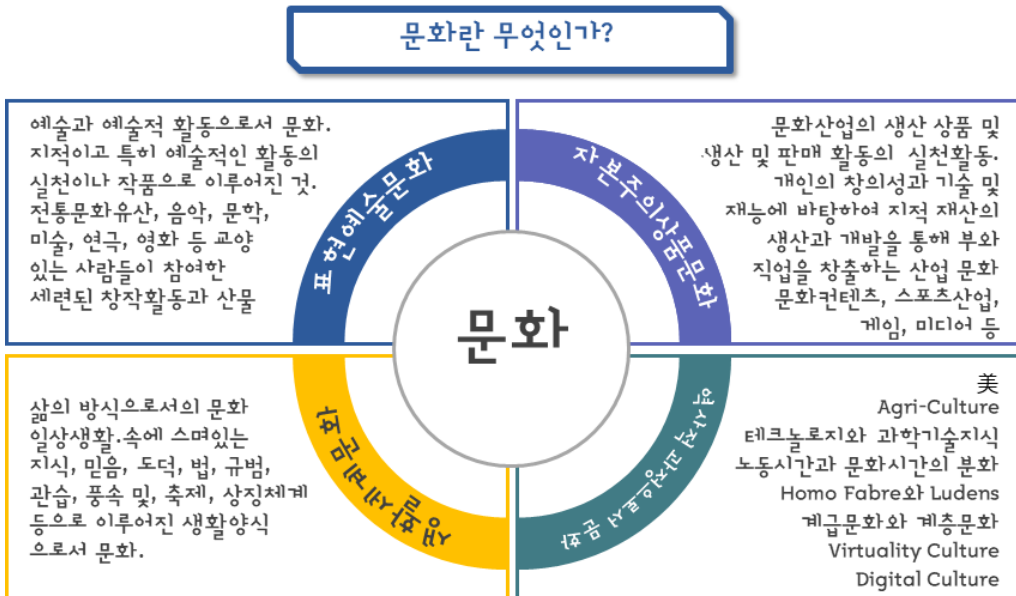 문화란 무엇인가?
예술과 예술적 활동으로서 문화.
지적이고 특히 예술적인 활동의
실천이나 작품으로 이루어진 것.
전통문화유산, 음악, 문학,
미술, 연극, 영화 등 교양
있는 사람들이 참여한
세련된 창작활동과 산물
표현예술문화
자본주의상품문화
문화산업의 생산 상품 및
생산 및 판매 활동의 실천활동.
개인의 창의성과 기술 및
재능에 바탕하여 지적 재산의
생산과 개발을 통해 부와
직업을 창출하는 산업 문화
문화컨텐츠, 스포츠산업,
게임, 미디어 등
문화
삶의 방식으로서의 문화
일상생활.속에 스며있는
지식, 믿음, 도덕, 법, 규범,
관습, 풍속 및, 축제, 상징체계
등으로 이루어진 생활양식
으로서 문화.
생활세계문화
역사적 과정으로서 문화
美
Agri-Culture
테크놀로지와 과학기술지식
노동시간과 문화시간의 분화
Homo Fabre와 Ludens
계급문화와 계층문화
Virtuality Culture
Digital Culture